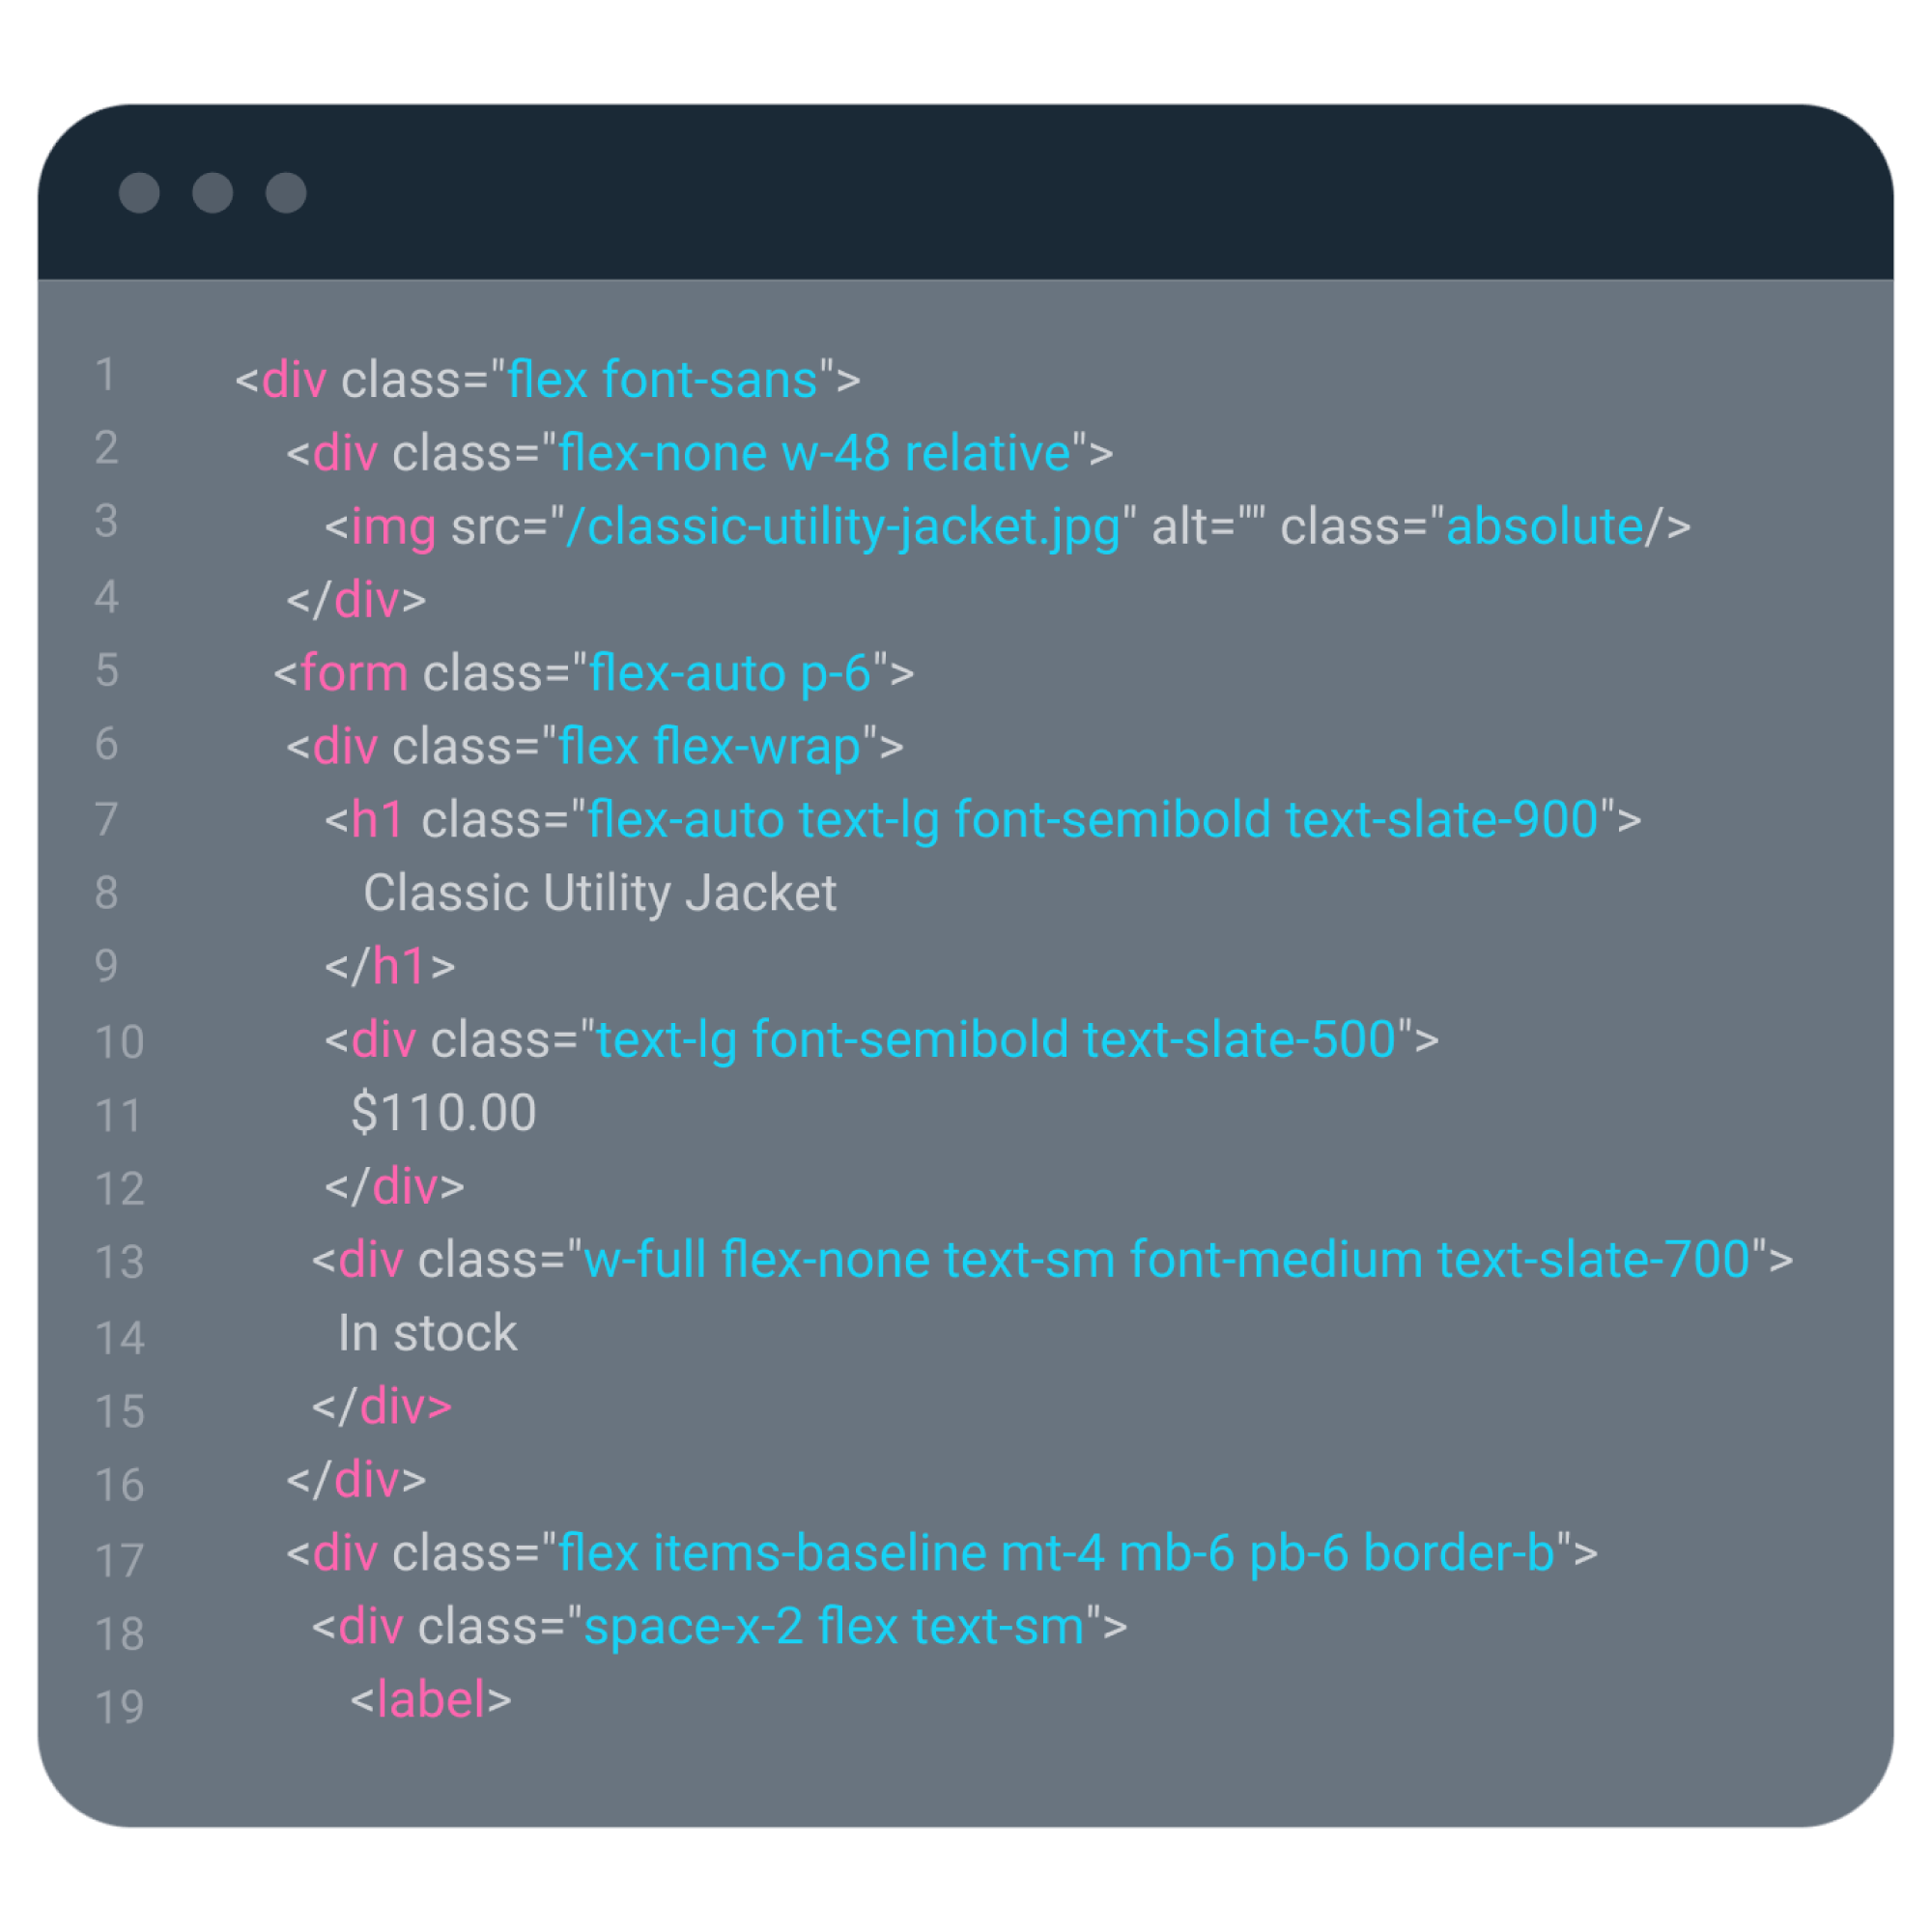 1 <div class="flex font-sans">
2 <div class="flex-none w-48 relative">
3 <img src="/classic-utility-jacket.jpg" alt="" class="absolute/>
4 </div>
5 <form class="flex-auto p-6">
6 <div class="flex flex-wrap">
7 <h1 class="flex-auto text-lg font-semibold text-slate-900">
8 Classic Utility Jacket
9 </h1>
10 <div class="text-lg font-semibold text-slate-500">
11 $110.00
12 </div>
13 <div class="w-full flex-none text-sm font-medium text-slate-700">
14 In stock
15 </div>
16 </div>
17 <div class="flex items-baseline mt-4 mb-6 pb-6 border-b">
18 <div class="space-x-2 flex text-sm">
19 <label>